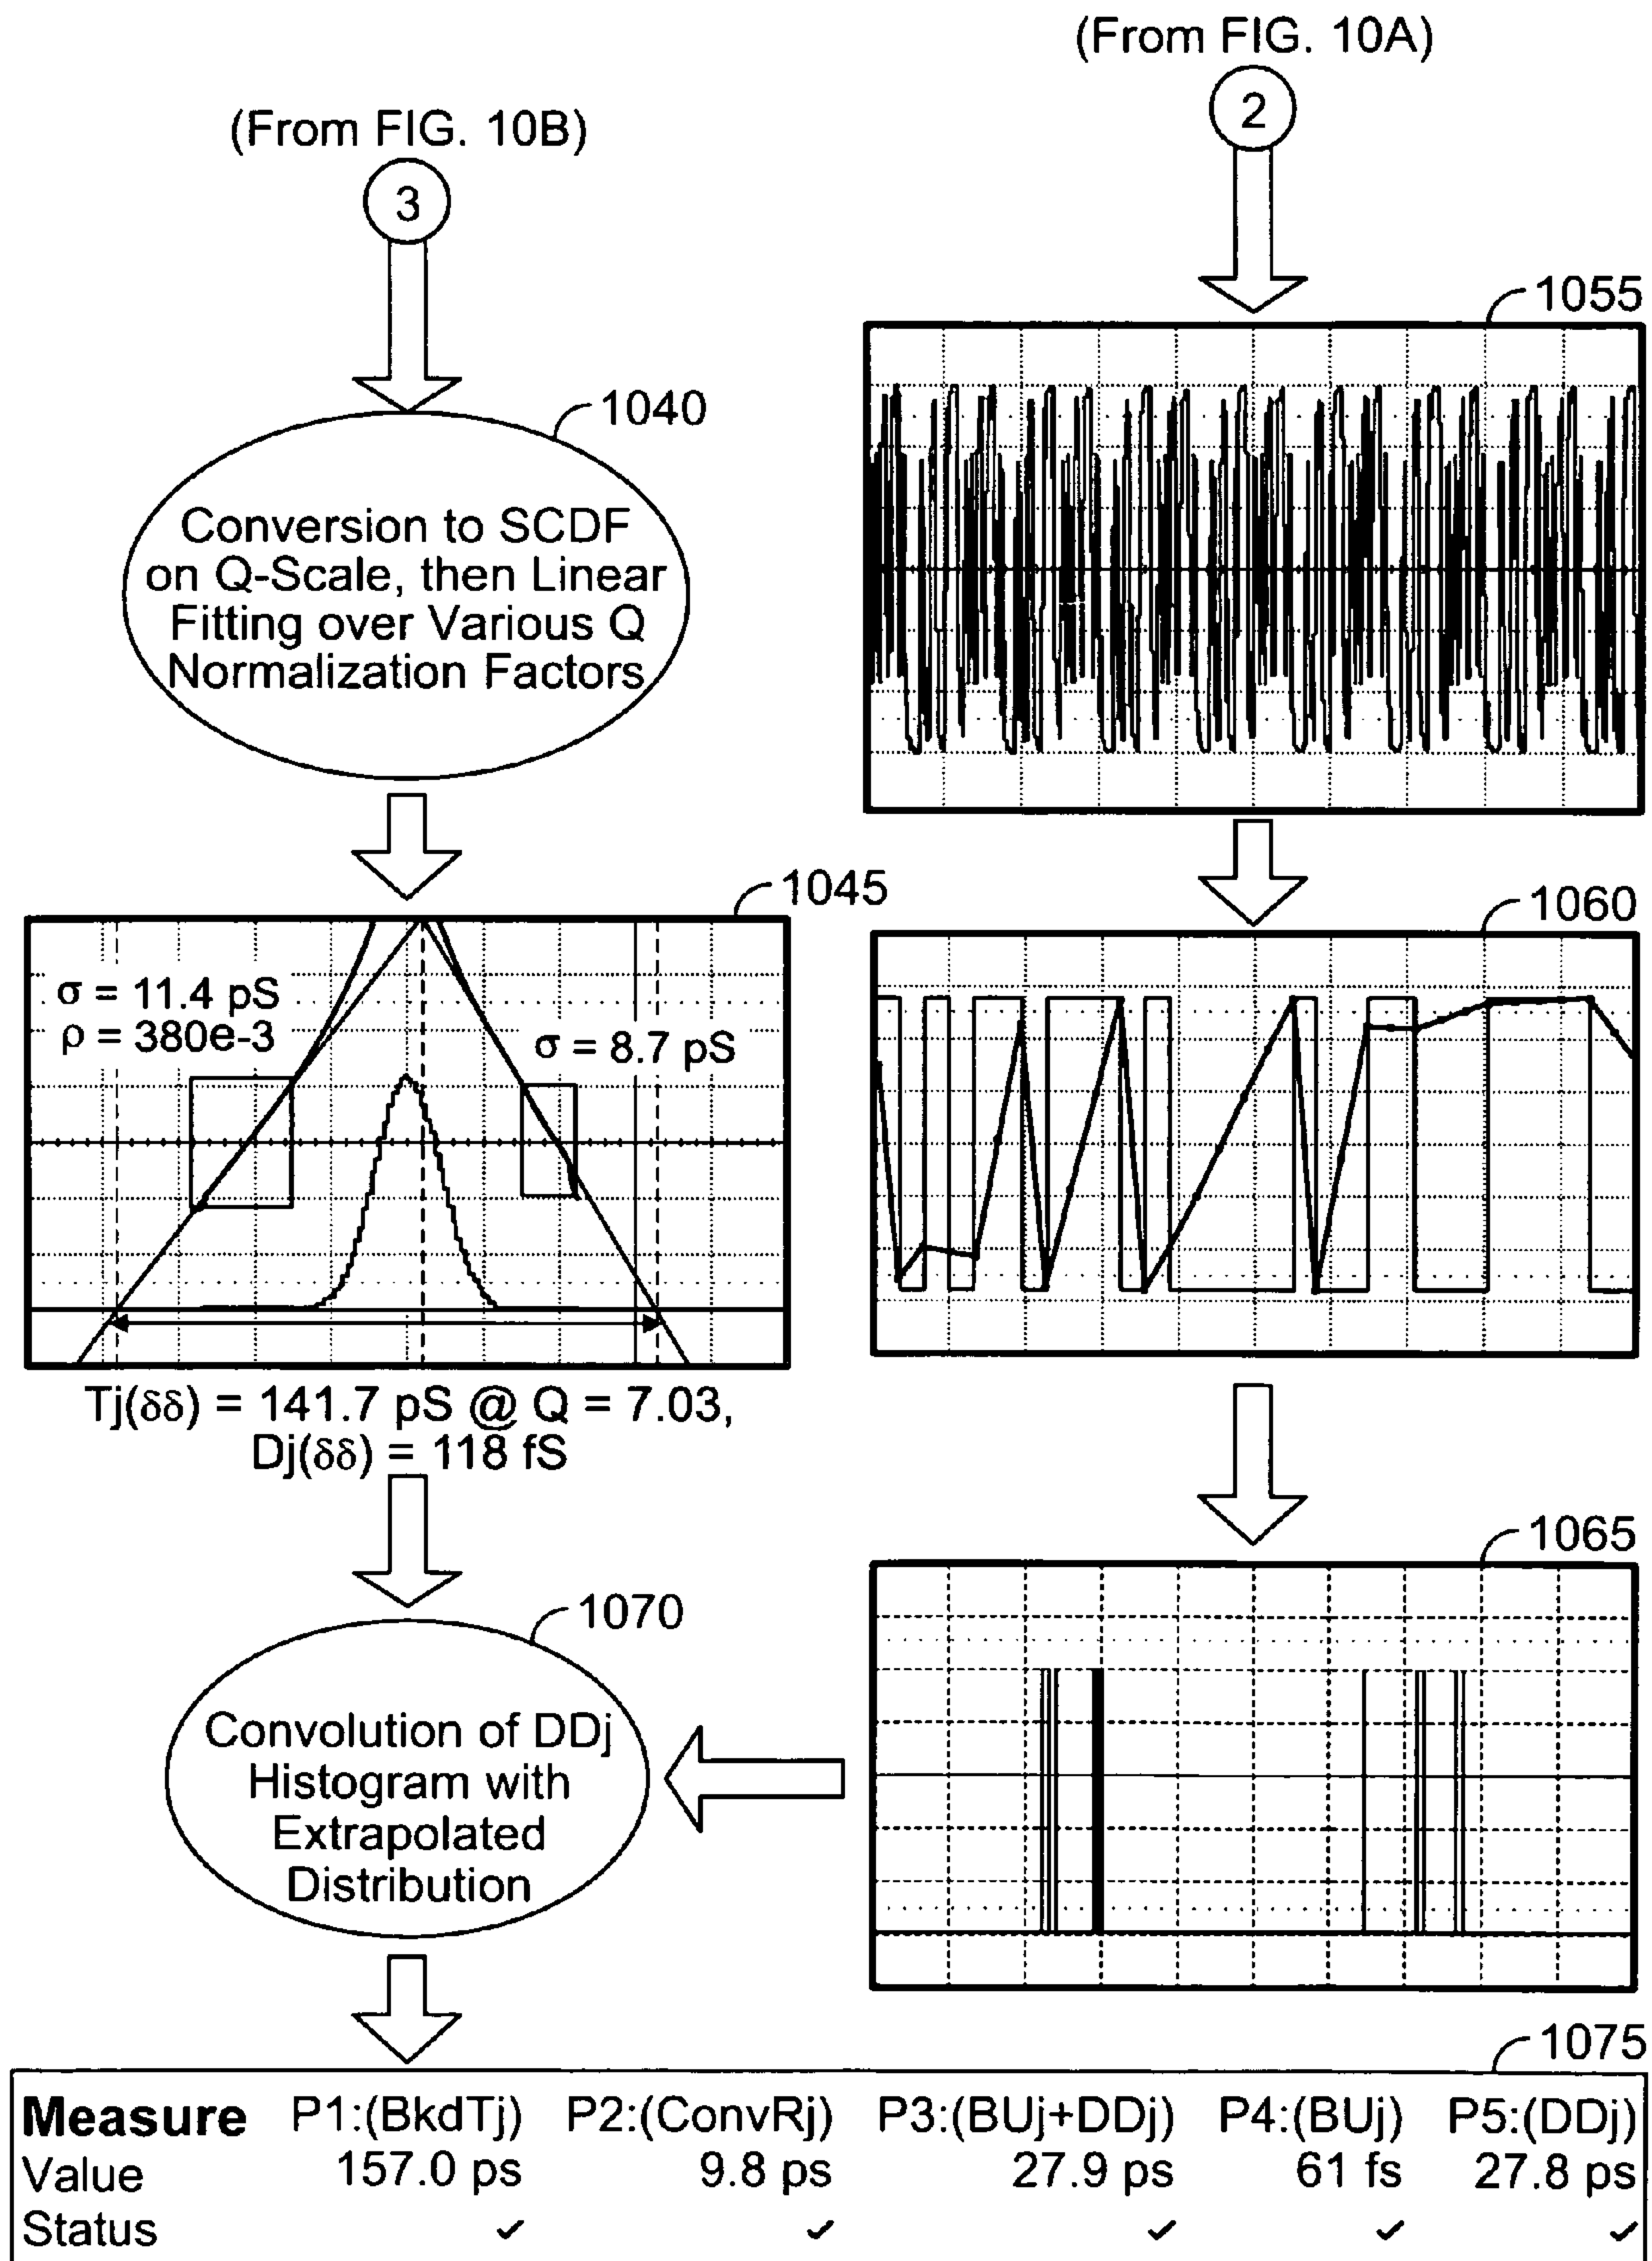 (From FIG. 10A)
2
(From FIG. 10B)
3
1055
1040
Conversion to SCDF
on Q-Scale, then Linear
Fitting over Various Q
Normalization Factors
1045
σ = 11.4 pS
ρ = 380e-3
σ = 8.7 pS
Tj(δδ) = 141.7 pS @ Q = 7.03,
Dj(δδ) = 118 fS
1060
1065
1070
Convolution of DDj
Histogram with
Extrapolated
Distribution
1075
Measure P1:(BkdTj) P2:(ConvRj) P3:(BUj+DDj) P4:(BUj) P5:(DDj)
Value 157.0 ps 9.8 ps 27.9 ps 61 fs 27.8 ps
Status ✓ ✓ ✓ ✓ ✓